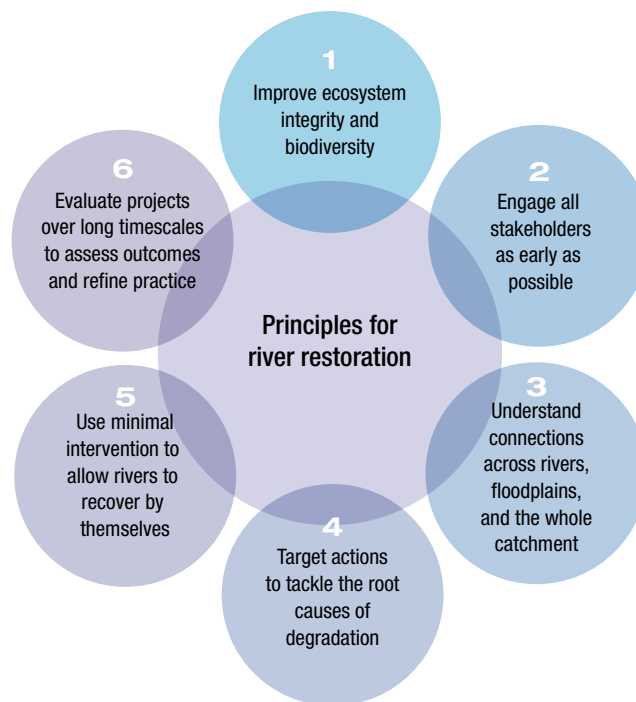 1
Improve ecosystem
integrity and
biodiversity
2
Engage all
stakeholders
as early as
possible
3
Understand
connections
across rivers,
floodplains,
and the whole
catchment
4
Target actions
to tackle the root
causes of
degradation
5
Use minimal
intervention to
allow rivers to
recover by
themselves
6
Evaluate projects
over long timescales
to assess outcomes
and refine practice
Principles for
river restoration